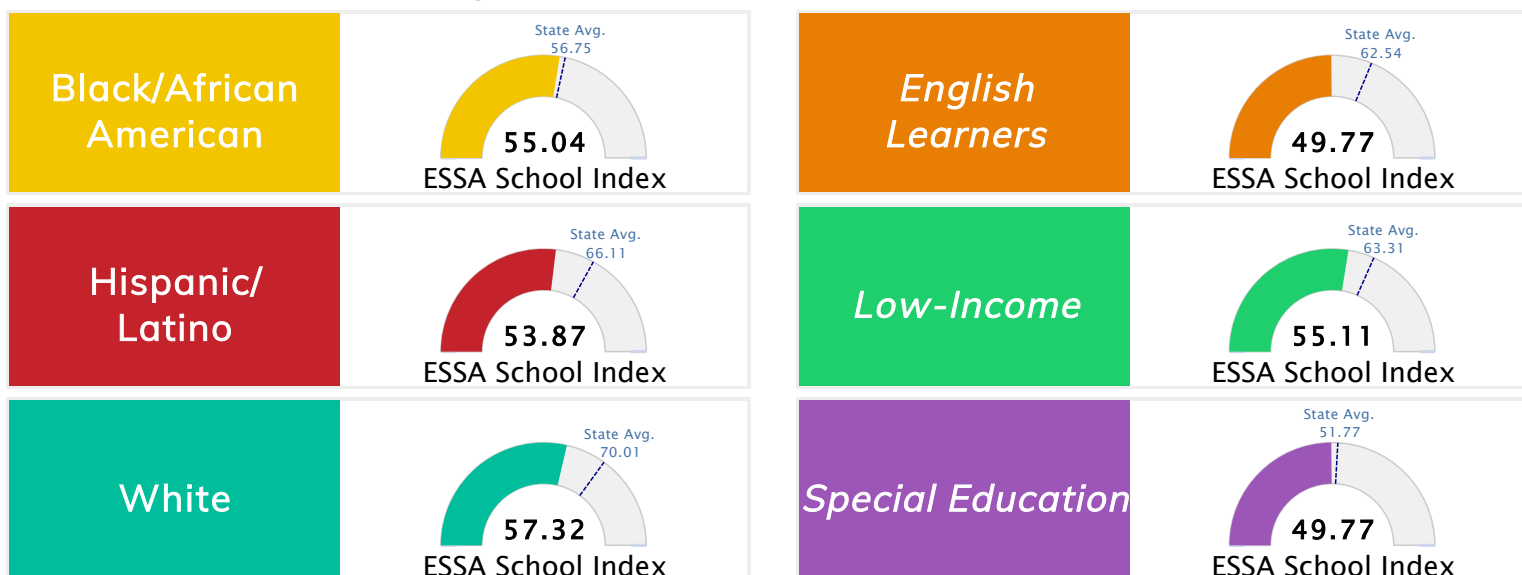 Black/African
American
State Avg.
56.75
55.04
ESSA School Index
English
Learners
State Avg.
62.54
49.77
ESSA School Index
Hispanic/
Latino
State Avg.
66.11
53.87
ESSA School Index
Low-Income
State Avg.
63.31
55.11
ESSA School Index
White
State Avg.
70.01
57.32
ESSA School Index
Special Education
State Avg.
51.77
49.77
ESSA School Index